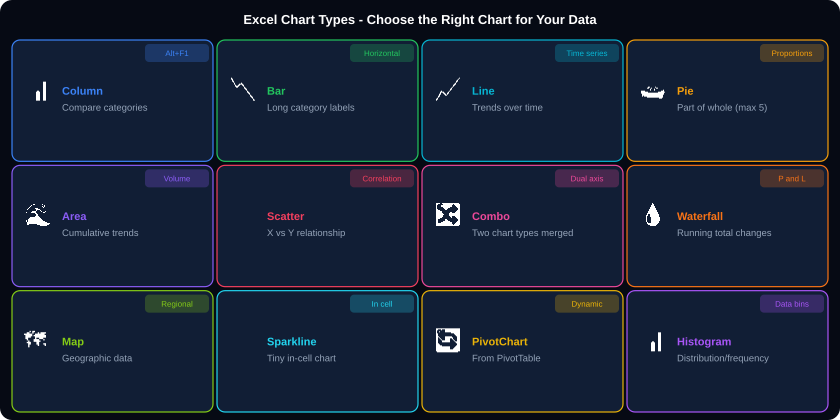 Excel Chart Types - Choose the Right Chart for Your Data
Alt+F1
Column
Compare categories
Horizontal
Bar
Long category labels
Time series
Line
Trends over time
Proportions
Pie
Part of whole (max 5)
Volume
Area
Cumulative trends
Correlation
Scatter
X vs Y relationship
Dual axis
Combo
Two chart types merged
P and L
Waterfall
Running total changes
Regional
Map
Geographic data
In cell
Sparkline
Tiny in-cell chart
Dynamic
PivotChart
From PivotTable
Data bins
Histogram
Distribution/frequency